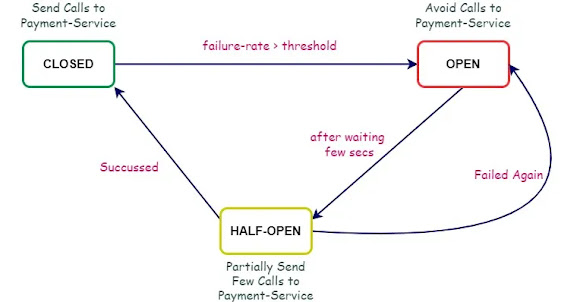 Send Calls to
Payment-Service
Avoid Calls to
Payment-Service
failure-rate > threshold
CLOSED
OPEN
after waiting
few secs
Succussed
Failed Again
HALF-OPEN
Partially Send
Few Calls to
Payment-Service